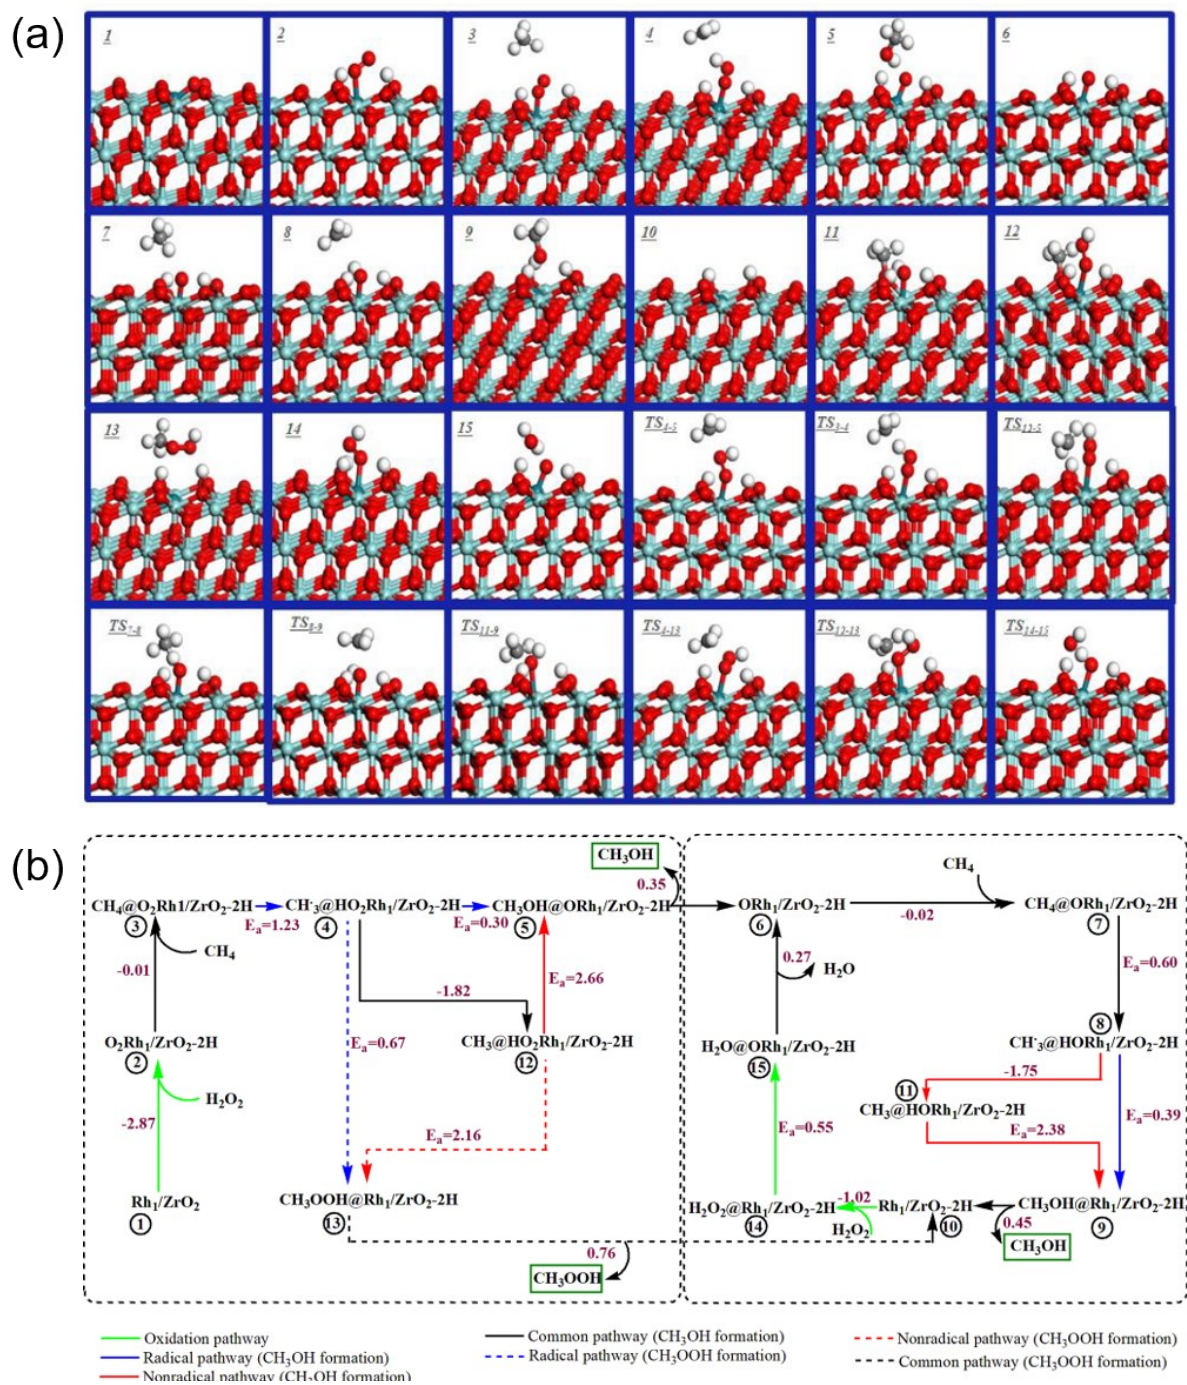 (a)
1
2
3
4
5
6
7
8
9
10
11
12
13
14
15
TS4-5
TS3-4
TS12-5
TS7-8
TS8-9
TS11-9
TS4-13
TS12-13
TS14-15
(b)
CH3OH
0.35
CH4
CH4@O2Rh1/ZrO2-2H
Ea=1.23
CH·3@HO2Rh1/ZrO2-2H
Ea=0.30
CH3OH@ORh1/ZrO2-2H
ORh1/ZrO2-2H
-0.02
CH4@ORh1/ZrO2-2H
3
4
5
6
7
CH4
-0.01
-1.82
Ea=2.66
0.27
H2O
Ea=0.60
8
O2Rh1/ZrO2-2H
2
Ea=0.67
CH3@HO2Rh1/ZrO2-2H
12
H2O@ORh1/ZrO2-2H
15
CH·3@HORh1/ZrO2-2H
-1.75
11
H2O2
-2.87
CH3@HORh1/ZrO2-2H
Ea=0.39
Ea=2.16
Ea=0.55
Ea=2.38
Rh1/ZrO2
1
CH3OOH@Rh1/ZrO2-2H
13
H2O2@Rh1/ZrO2-2H
14
-1.02
H2O2
Rh1/ZrO2-2H
10
CH3OH@Rh1/ZrO2-2H
9
0.45
CH3OH
0.76
CH3OOH
Oxidation pathway
Common pathway (CH3OH formation)
Nonradical pathway (CH3OOH formation)
Radical pathway (CH3OH formation)
Radical pathway (CH3OOH formation)
Common pathway (CH3OOH formation)
Nonradical pathway (CH3OH formation)